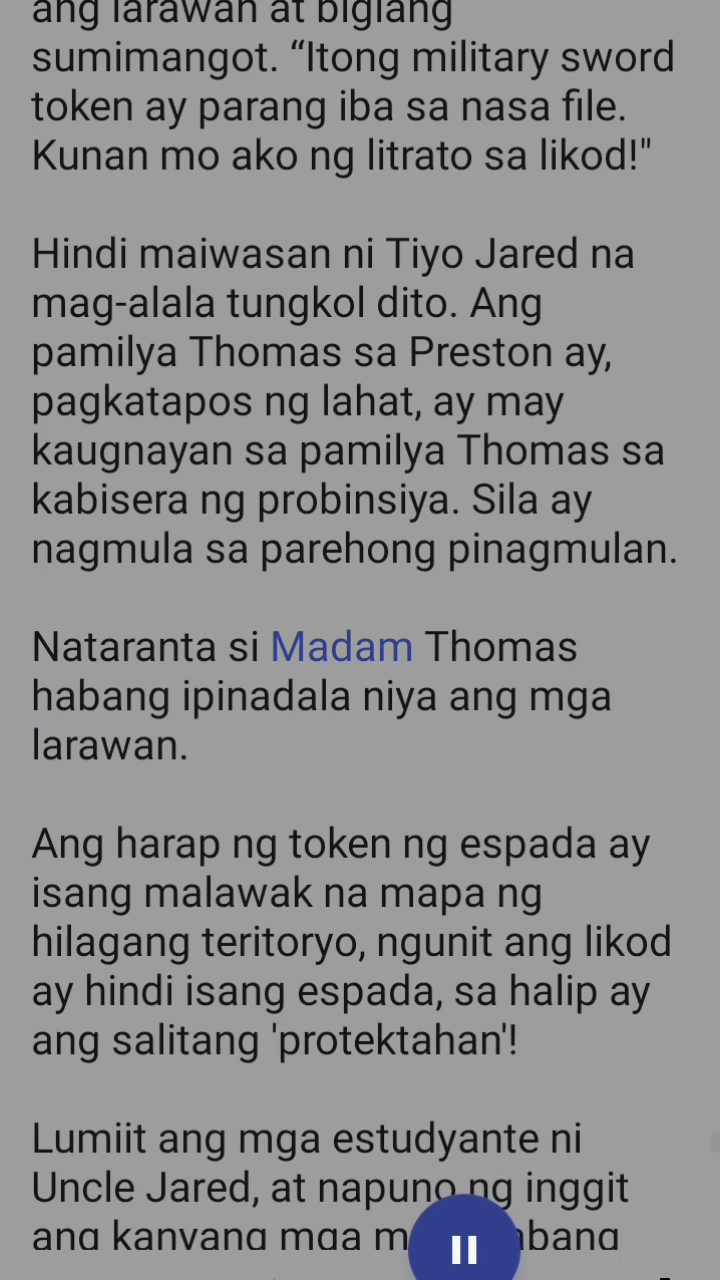 ang larawan at biglang
sumimangot. “Itong military sword
token ay parang iba sa nasa file.
Kunan mo ako ng litrato sa likod!"
Hindi maiwasan ni Tiyo Jared na
mag-alala tungkol dito. Ang
pamilya Thomas sa Preston ay,
pagkatapos ng lahat, ay may
kaugnayan sa pamilya Thomas sa
kabisera ng probinsiya. Sila ay
nagmula sa parehong pinagmulan.
Nataranta si Madam Thomas
habang ipinadala niya ang mga
larawan.
Ang harap ng token ng espada ay
isang malawak na mapa ng
hilagang teritoryo, ngunit ang likod
ay hindi isang espada, sa halip ay
ang salitang 'protektahan'!
Lumiit ang mga estudyante ni
Uncle Jared, at napuno ng inggit
ang kanyang mga